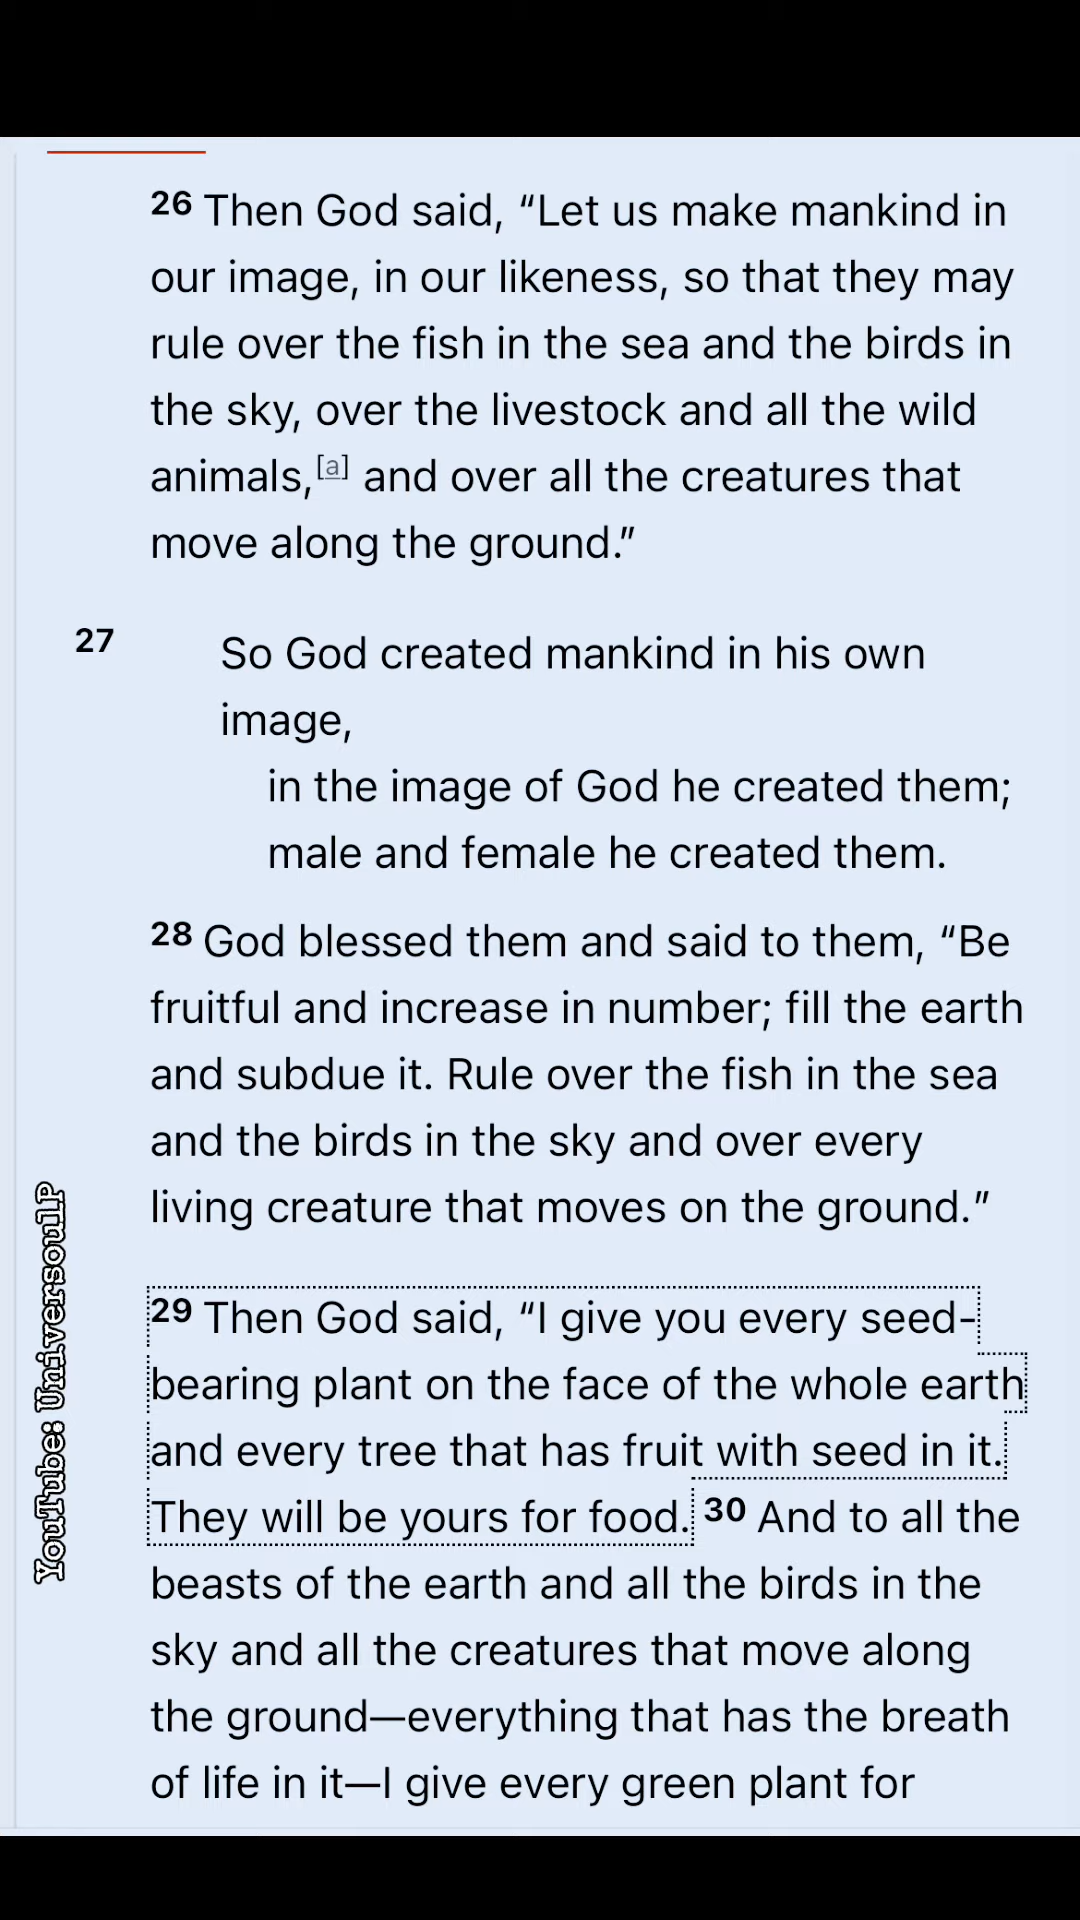 26 Then God said, “Let us make mankind in
our image, in our likeness, so that they may
rule over the fish in the sea and the birds in
the sky, over the livestock and all the wild
animals,[a] and over all the creatures that
move along the ground.”
27 So God created mankind in his own
image,
in the image of God he created them;
male and female he created them.
28 God blessed them and said to them, “Be
fruitful and increase in number; fill the earth
and subdue it. Rule over the fish in the sea
and the birds in the sky and over every
living creature that moves on the ground.”
29 Then God said, “I give you every seed-
bearing plant on the face of the whole earth
and every tree that has fruit with seed in it.
They will be yours for food. 30 And to all the
beasts of the earth and all the birds in the
sky and all the creatures that move along
the ground—everything that has the breath
of life in it—I give every green plant for
YouTube: Universoul1P